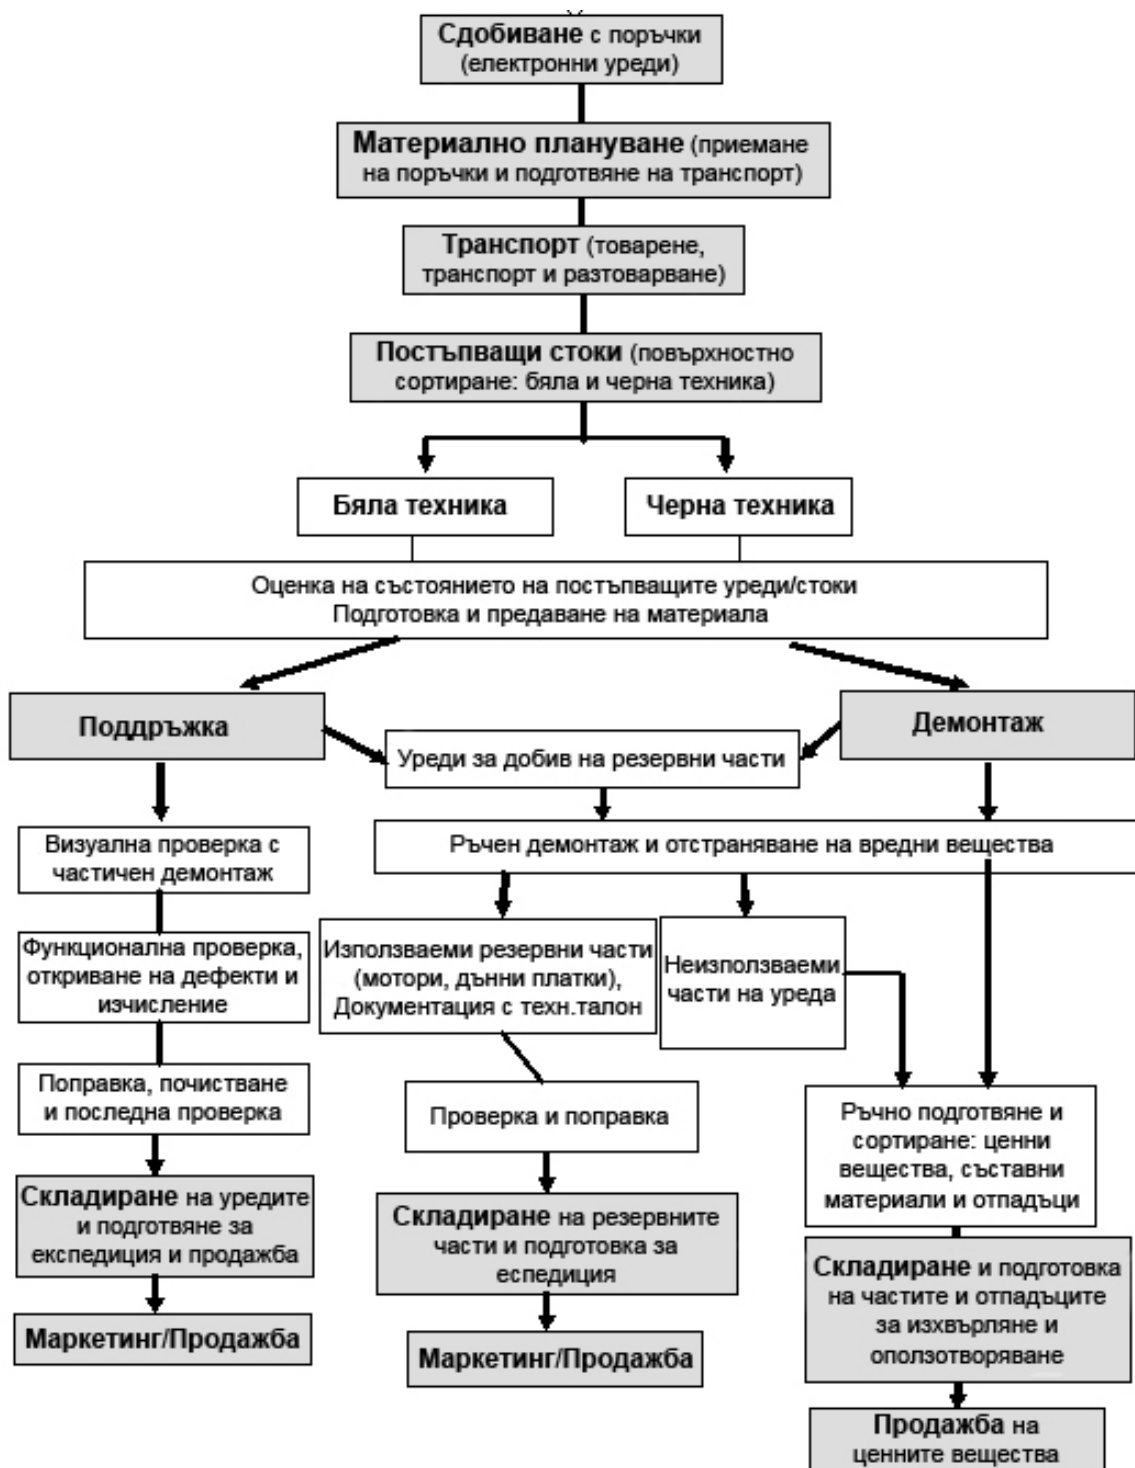 Сдобиване с поръчки
(електронни уреди)
Материално плануване (приемане
на поръчки и подготвяне на транспорт)
Транспорт (товарене,
транспорт и разтоварване)
Постъпващи стоки (повърхностно
сортиране: бяла и черна техника)
Бяла техника
Черна техника
Оценка на състоянието на постъпващите уреди/стоки
Подготовка и предаване на материала
Поддръжка
Демонтаж
Уреди за добив на резервни части
Визуална проверка с
частичен демонтаж
Ръчен демонтаж и отстраняване на вредни вещества
Функционална проверка,
откриване на дефекти и
изчисление
Използваеми резервни части
(мотори, дънни платки),
Документация с техн.талон
Неизползваеми
части на уреда
Поправка, почистване
и последна проверка
Проверка и поправка
Ръчно подготвяне и
сортиране: ценни
вещества, съставни
материали и отпадъци
Складиране на уредите
и подготвяне за
експедиция и продажба
Складиране на резервните
части и подготовка за
еспедиция
Складиране и подготовка
на частите и отпадъците
за изхвърляне и
оползотворяване
Маркетинг/Продажба
Маркетинг/Продажба
Продажба на
ценните вещества